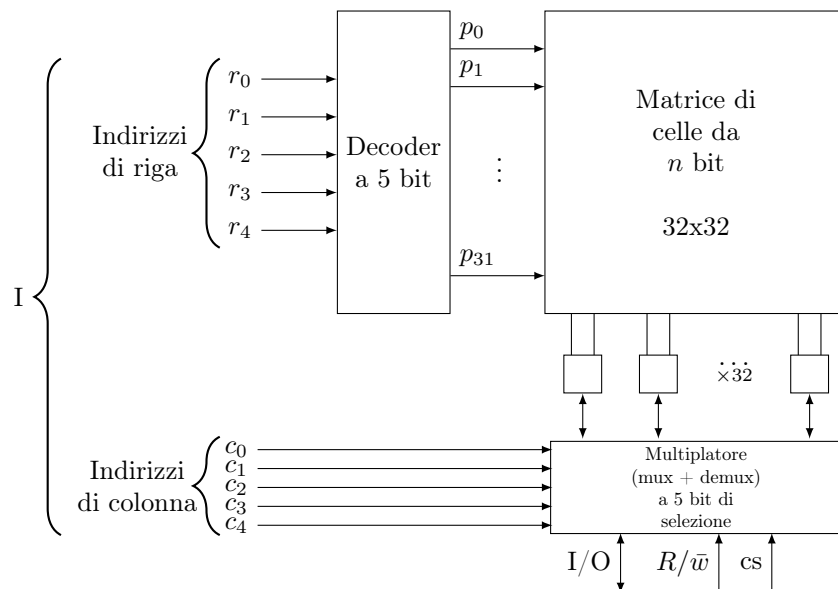 I
Indirizzi
di riga
r₀
r₁
r₂
r₃
r₄
Decoder
a 5 bit
p₀
p₁
⋮
p₃₁
Matrice di
celle da
n bit
32x32
...
×32
Indirizzi
di colonna
c₀
c₁
c₂
c₃
c₄
Multiplatore
(mux + demux)
a 5 bit di
selezione
I/O
R/w̄
cs